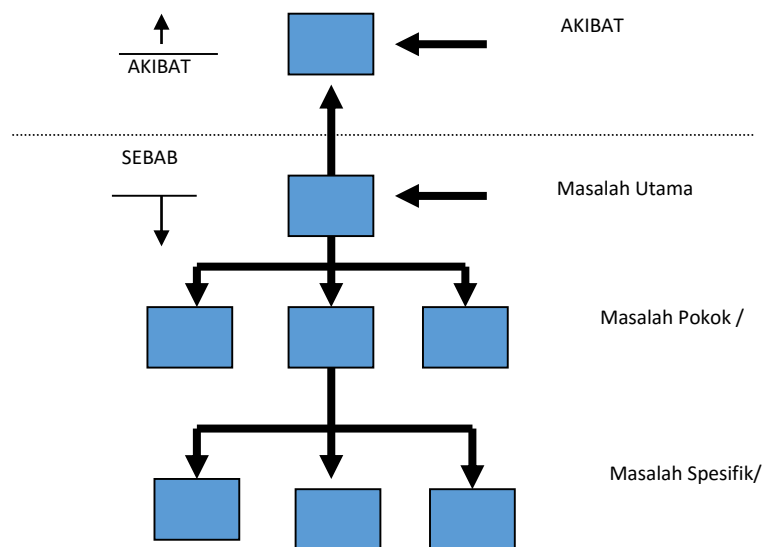 AKIBAT
AKIBAT
SEBAB
Masalah Utama
Masalah Pokok /
Masalah Spesifik/